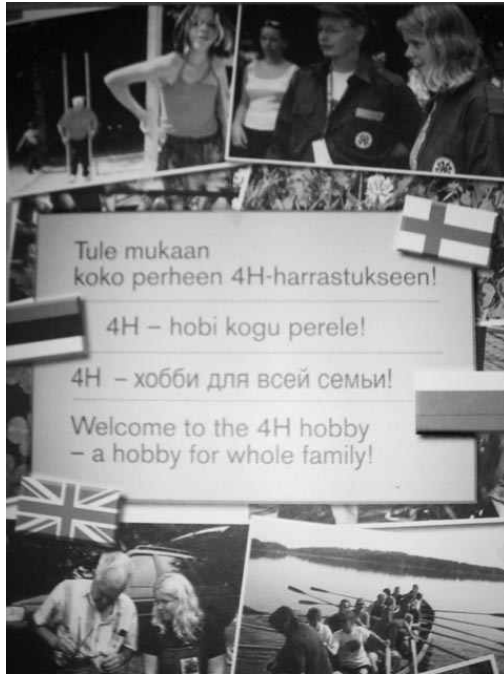 Tule mukaan
koko perheen 4H-harrastukseen!
4H – hobi kogu perele!
4H – хобби для всей семьи!
Welcome to the 4H hobby
– a hobby for whole family!